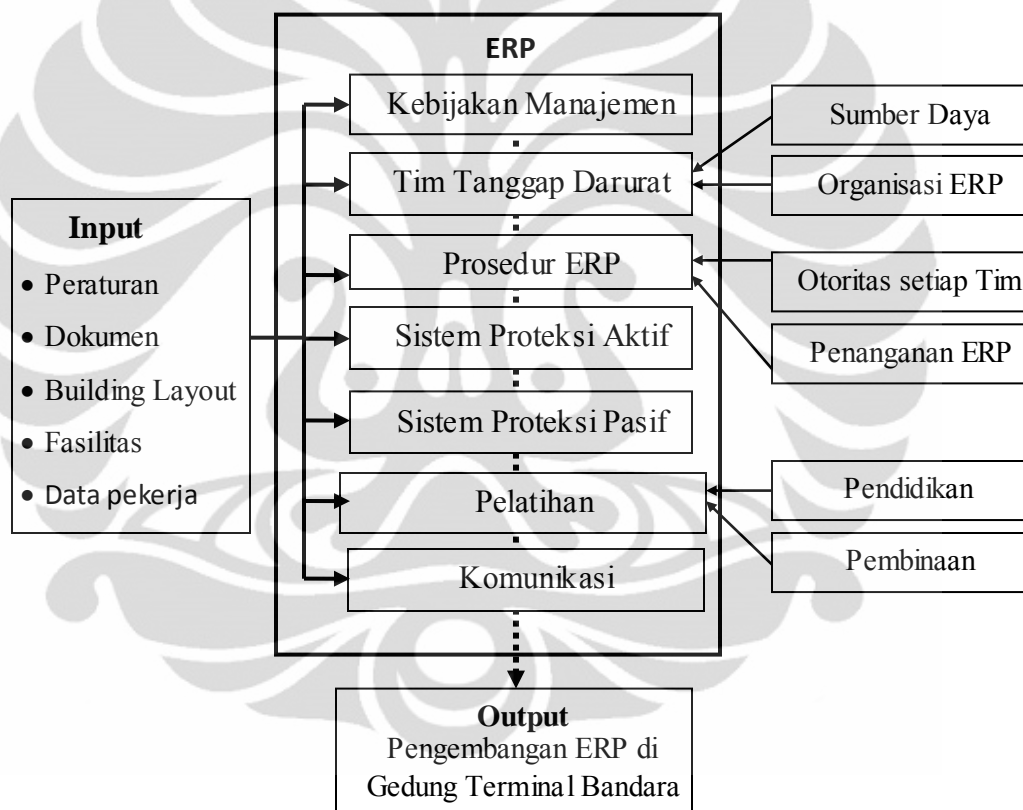 ERP
Kebijakan Manajemen
Tim Tanggap Darurat
Prosedur ERP
Sistem Proteksi Aktif
Sistem Proteksi Pasif
Pelatihan
Komunikasi
Input
• Peraturan
• Dokumen
• Building Layout
• Fasilitas
• Data pekerja
Sumber Daya
Organisasi ERP
Otoritas setiap Tim
Penanganan ERP
Pendidikan
Pembinaan
Output
Pengembangan ERP di
Gedung Terminal Bandara